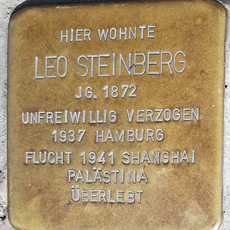 HIER WOHNTE
LEO STEINBERG
JG. 1872
UNFREIWILLIG VERZOGEN
1937 HAMBURG
FLUCHT 1941 SHANGHAI
PALÄSTINA
ÜBERLEBT